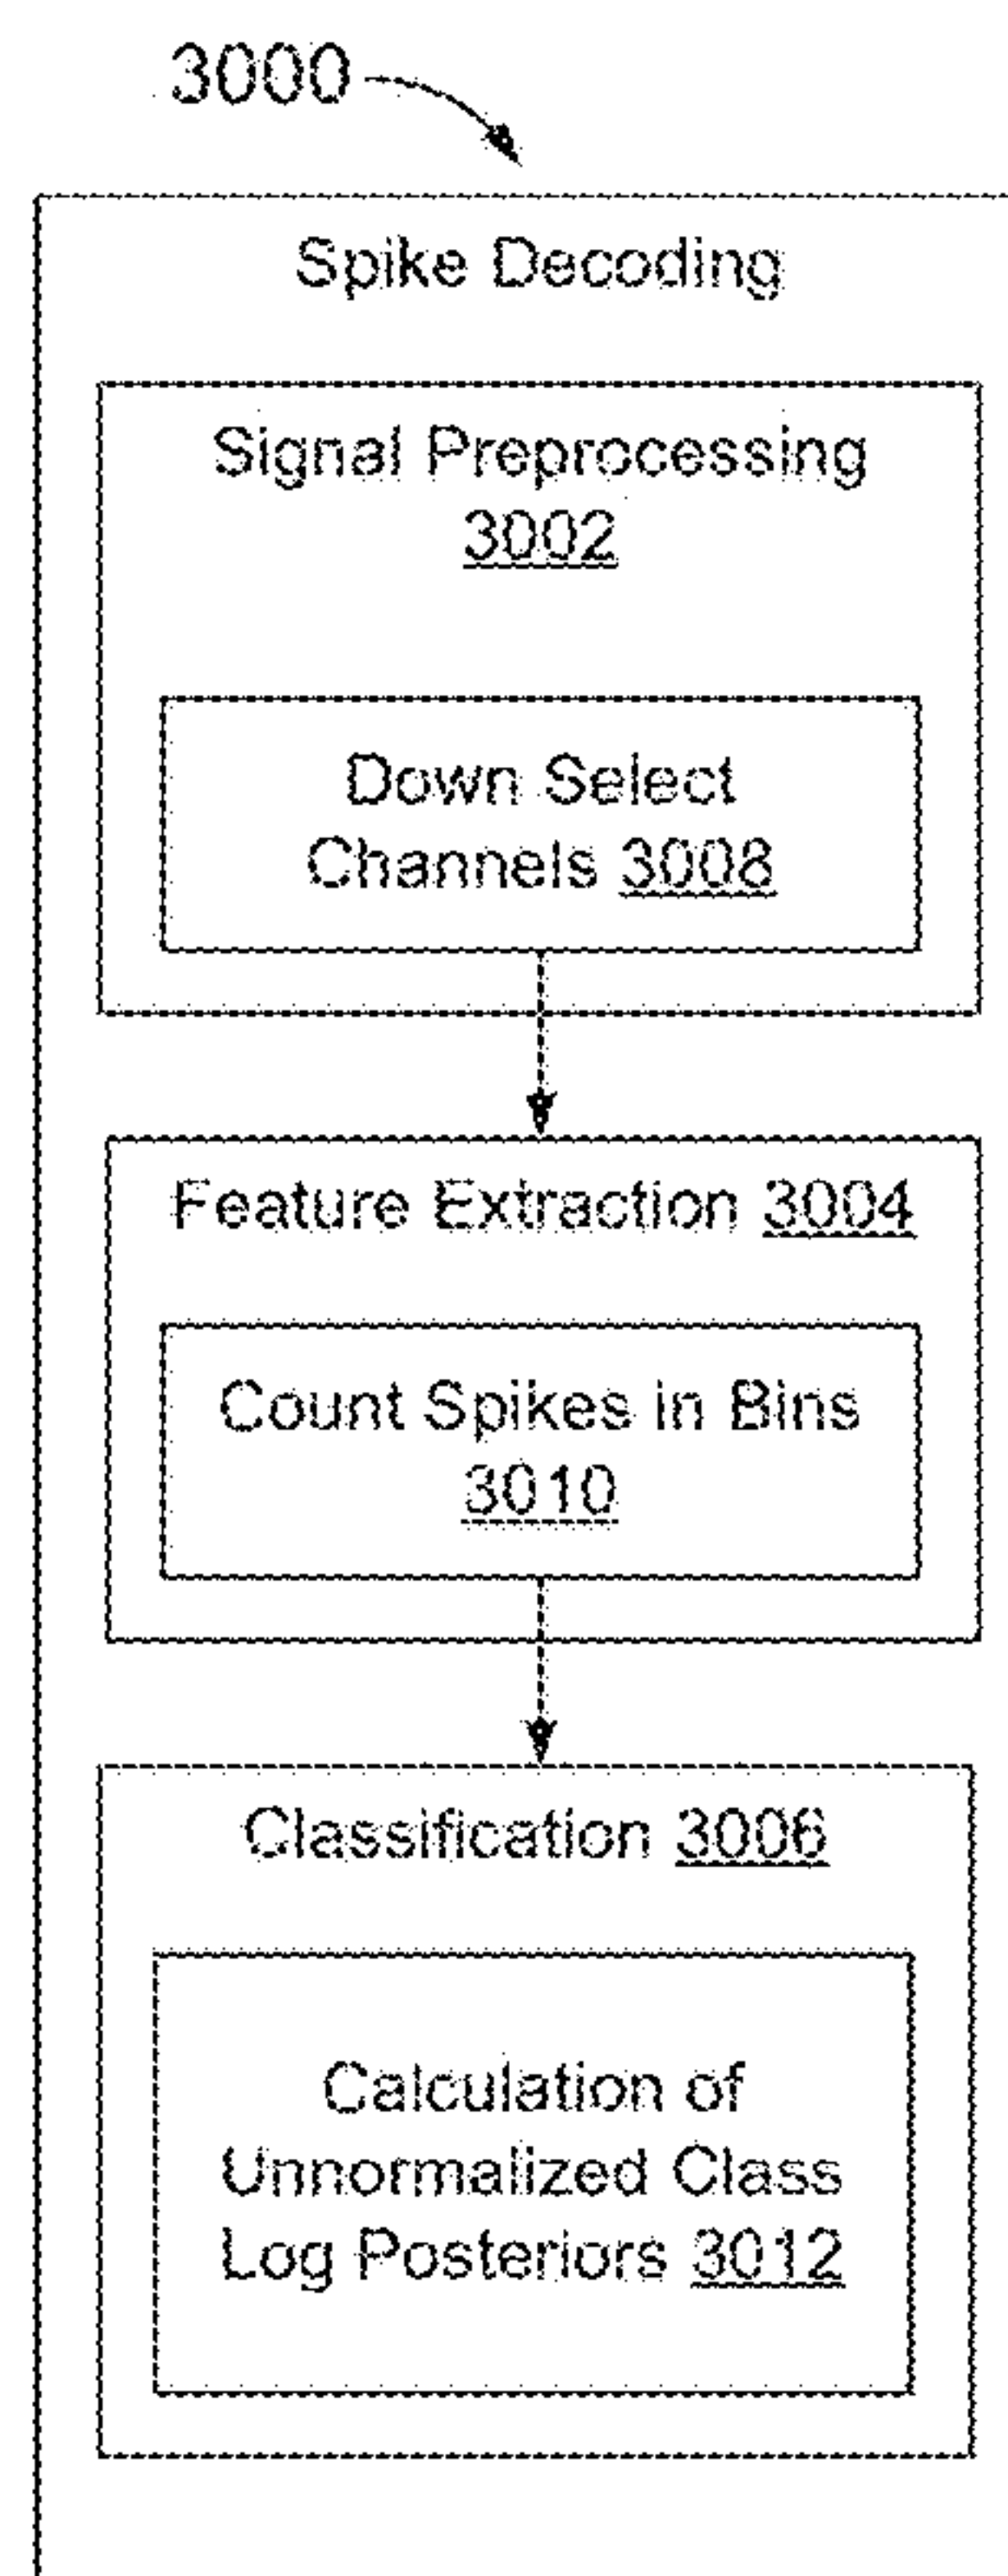 3000
Spike Decoding
Signal Preprocessing
3002
Down Select
Channels 3008
Feature Extraction 3004
Count Spikes in Bins
3010
Classification 3006
Calculation of
Unnormalized Class
Log Posteriors 3012